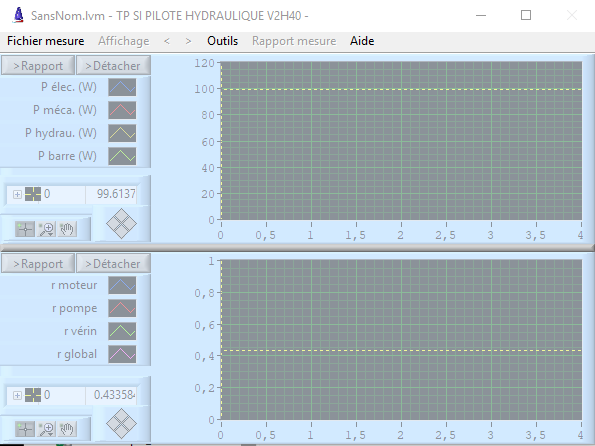 SansNom.lvm - TP SI PILOTE HYDRAULIQUE V2H40 -
Fichier mesure Affichage < > Outils Rapport mesure Aide
>Rapport >Détacher
P élec. (W)
P méca. (W)
P hydrau. (W)
P barre (W)
0 99.6137
120
100
80
60
40
20
0
0 0,5 1 1,5 2 2,5 3 3,5 4
>Rapport >Détacher
r moteur
r pompe
r vérin
r global
0 0.433584
1
0,8
0,6
0,4
0,2
0
0 0,5 1 1,5 2 2,5 3 3,5 4